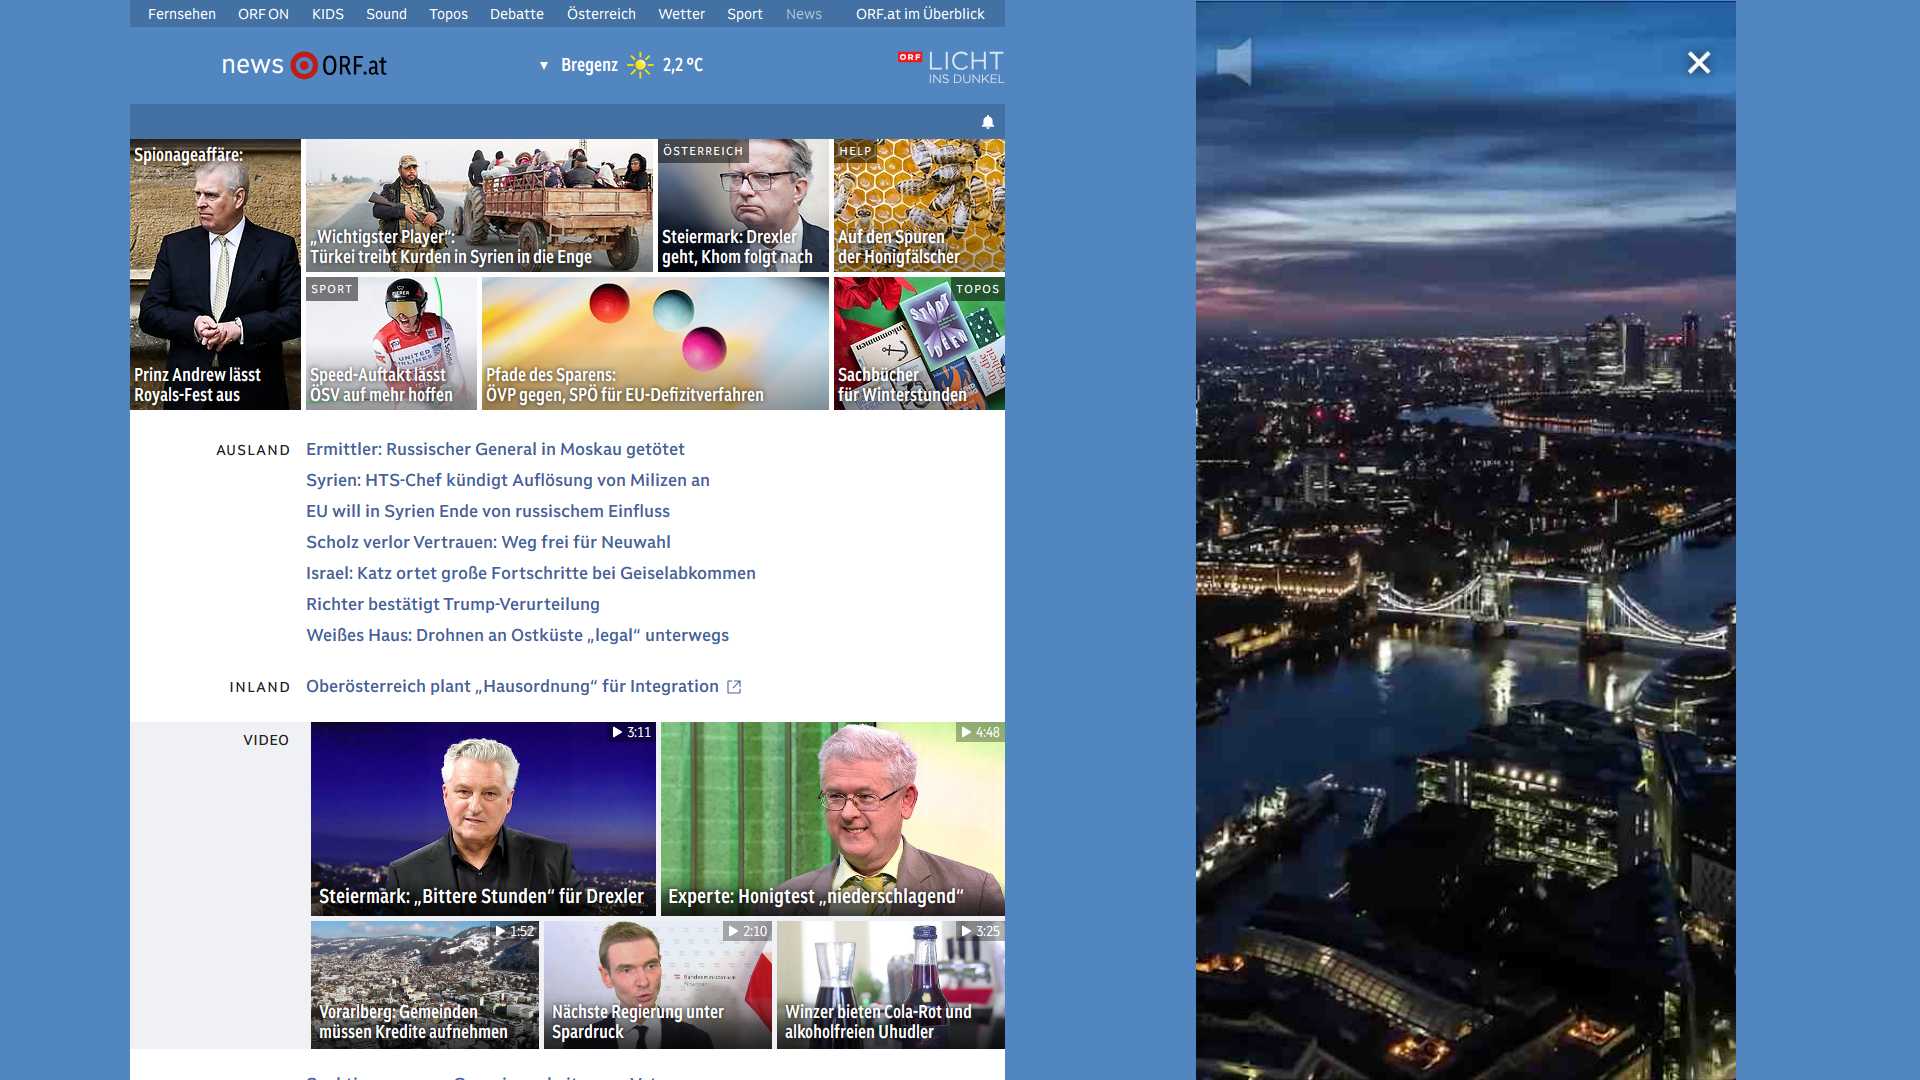 Fernsehen ORF ON KIDS Sound Topos Debatte Österreich Wetter Sport News ORF.at im Überblick
news ORF.at
▼ Bregenz 2,2 °C
ORF LICHT
INS DUNKEL
Spionageaffäre:
Prinz Andrew lässt
Royals-Fest aus
„Wichtigster Player“:
Türkei treibt Kurden in Syrien in die Enge
ÖSTERREICH
Steiermark: Drexler
geht, Khom folgt nach
HELP
Auf den Spuren
der Honigfälscher
SPORT
Speed-Auftakt lässt
ÖSV auf mehr hoffen
Pfade des Sparens:
ÖVP gegen, SPÖ für EU-Defizitverfahren
TOPOS
Sachbücher
für Winterstunden
AUSLAND
Ermittler: Russischer General in Moskau getötet
Syrien: HTS-Chef kündigt Auflösung von Milizen an
EU will in Syrien Ende von russischem Einfluss
Scholz verlor Vertrauen: Weg frei für Neuwahl
Israel: Katz ortet große Fortschritte bei Geiselabkommen
Richter bestätigt Trump-Verurteilung
Weißes Haus: Drohnen an Ostküste „legal“ unterwegs
INLAND
Oberösterreich plant „Hausordnung“ für Integration
VIDEO
3:11
Steiermark: „Bittere Stunden“ für Drexler
4:48
Experte: Honigtest „niederschlagend“
1:52
Vorarlberg: Gemeinden
müssen Kredite aufnehmen
2:10
Nächste Regierung unter
Spardruck
3:25
Winzer bieten Cola-Rot und
alkoholfreien Uhudler